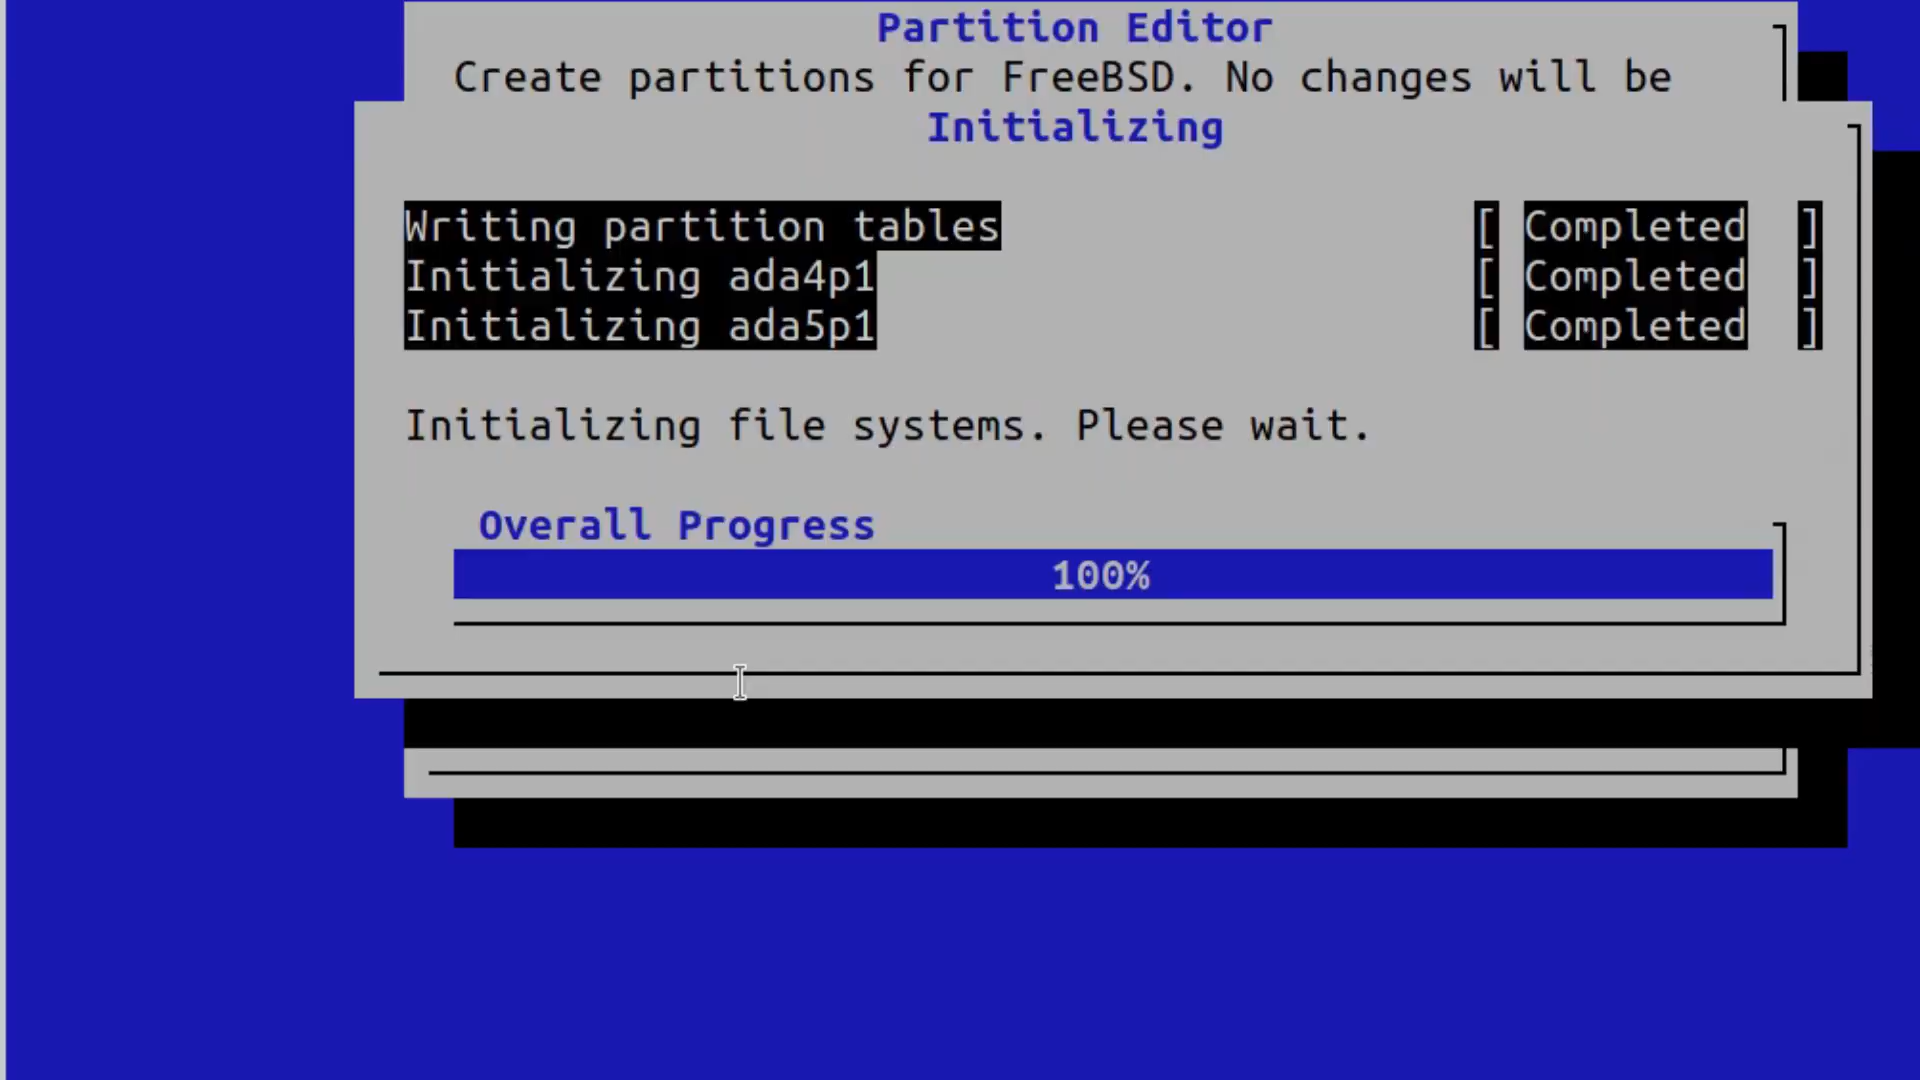 Partition Editor
Create partitions for FreeBSD. No changes will be
Initializing
Writing partition tables [ Completed ]
Initializing ada4p1 [ Completed ]
Initializing ada5p1 [ Completed ]
Initializing file systems. Please wait.
Overall Progress
100%